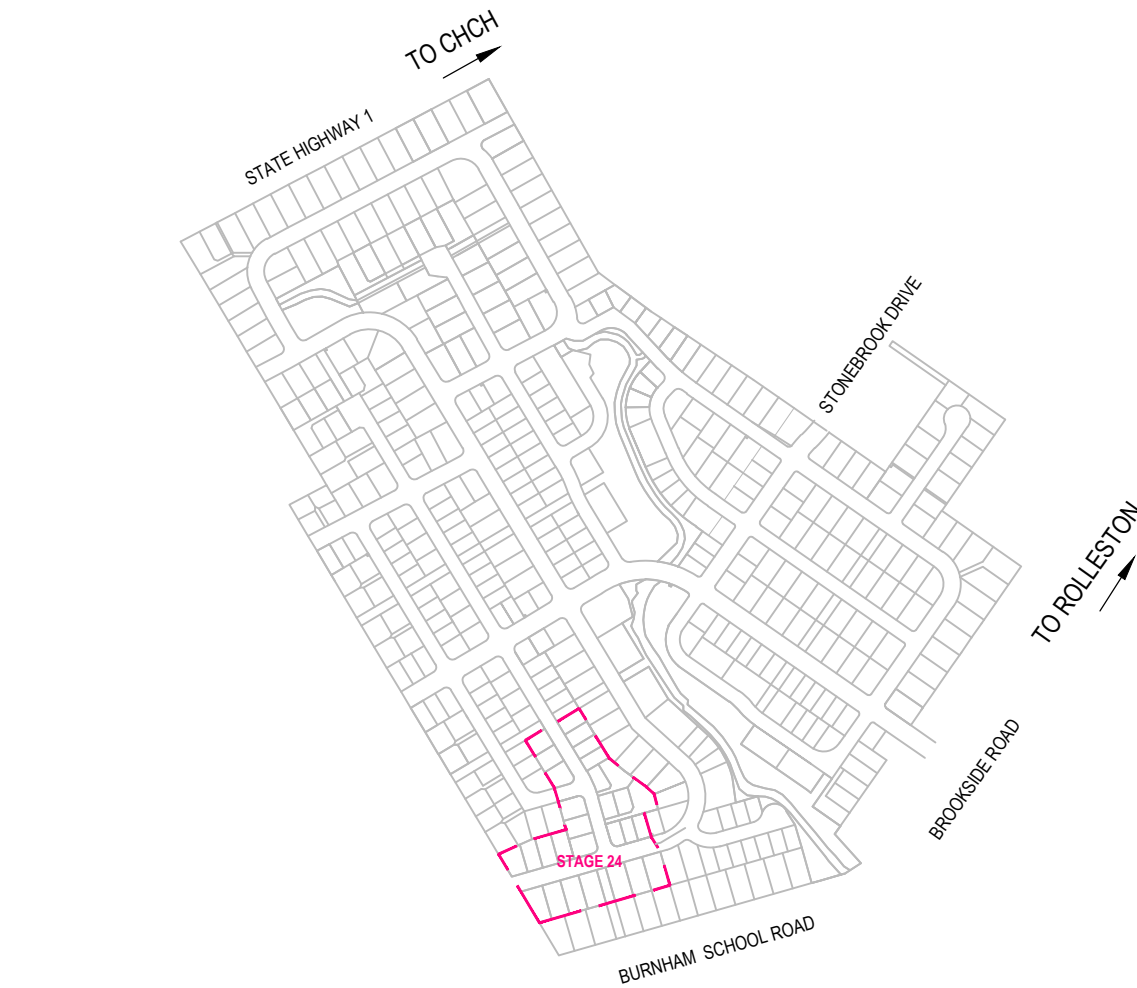 TO CHCH
STATE HIGHWAY 1
STONEBROOK DRIVE
TO ROLLESTON
BROOKSIDE ROAD
STAGE 24
BURNHAM SCHOOL ROAD